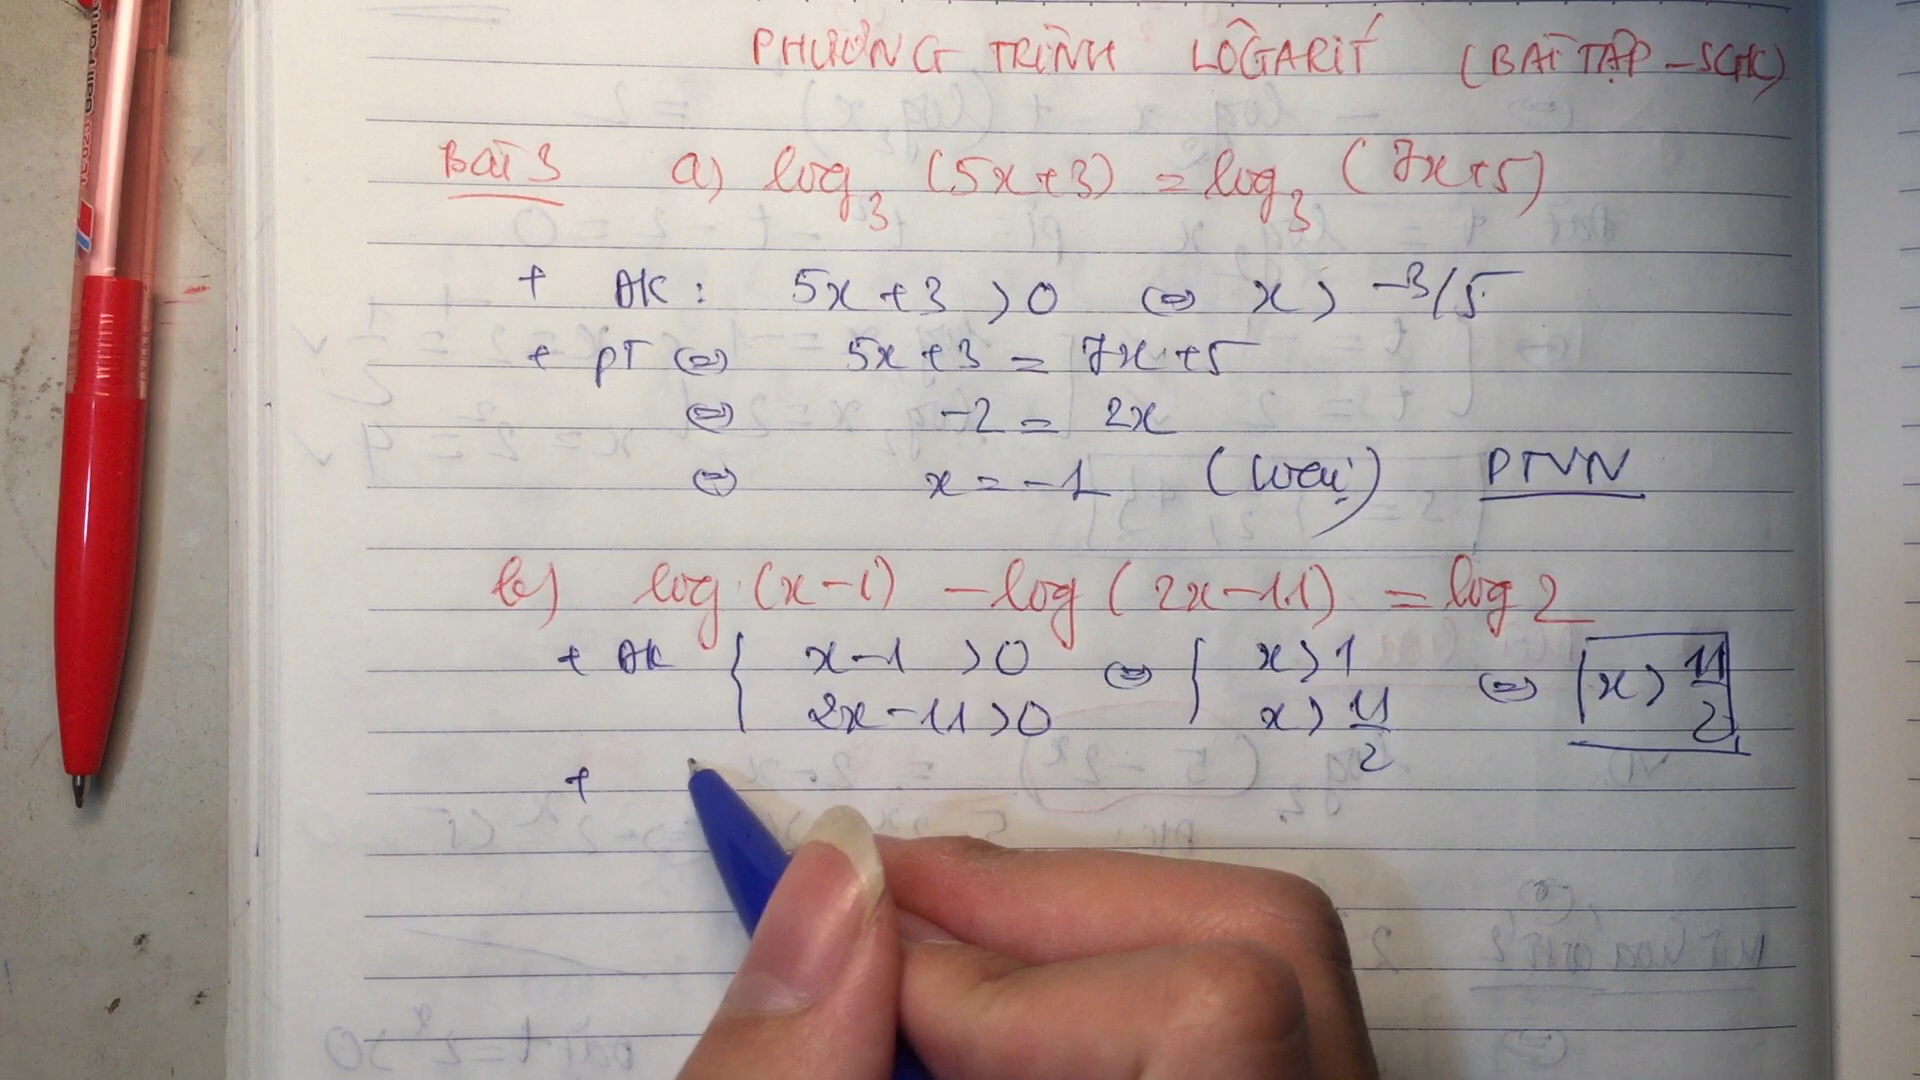 PHƯƠNG TRÌNH LÔGARIT (BÀI TẬP - SGK)
Bài 3 a) log₃ (5x+3) = log₃ (7x+5)
+ ĐK: 5x+3 > 0 ⇔ x > -3/5
+ PT ⇔ 5x+3 = 7x+5
⇔ -2 = 2x
⇔ x = -1 (loại) PTVN
b) log (x-1) - log (2x-11) = log 2
+ ĐK { x-1 > 0 ⇔ { x > 1 ⇔ x > 11/2
2x-11 > 0 x > 11/2
+